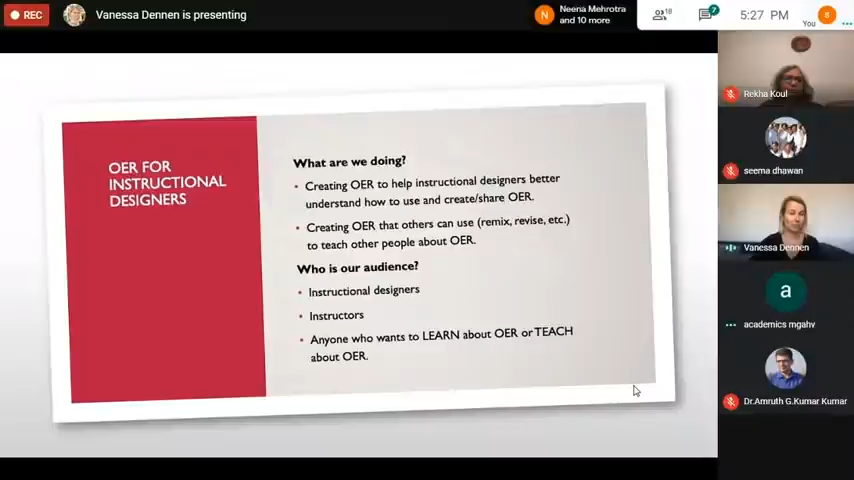 REC
Vanessa Dennen is presenting
N
Neena Mehrotra
and 10 more
18
7
5:27 PM
You
8
OER FOR
INSTRUCTIONAL
DESIGNERS
What are we doing?
• Creating OER to help instructional designers better
understand how to use and create/share OER.
• Creating OER that others can use (remix, revise, etc.)
to teach other people about OER.
Who is our audience?
• Instructional designers
• Instructors
• Anyone who wants to LEARN about OER or TEACH
about OER.
Rekha Koul
seema dhawan
Vanessa Dennen
a
academics mgahv
Dr.Amruth G.Kumar Kumar